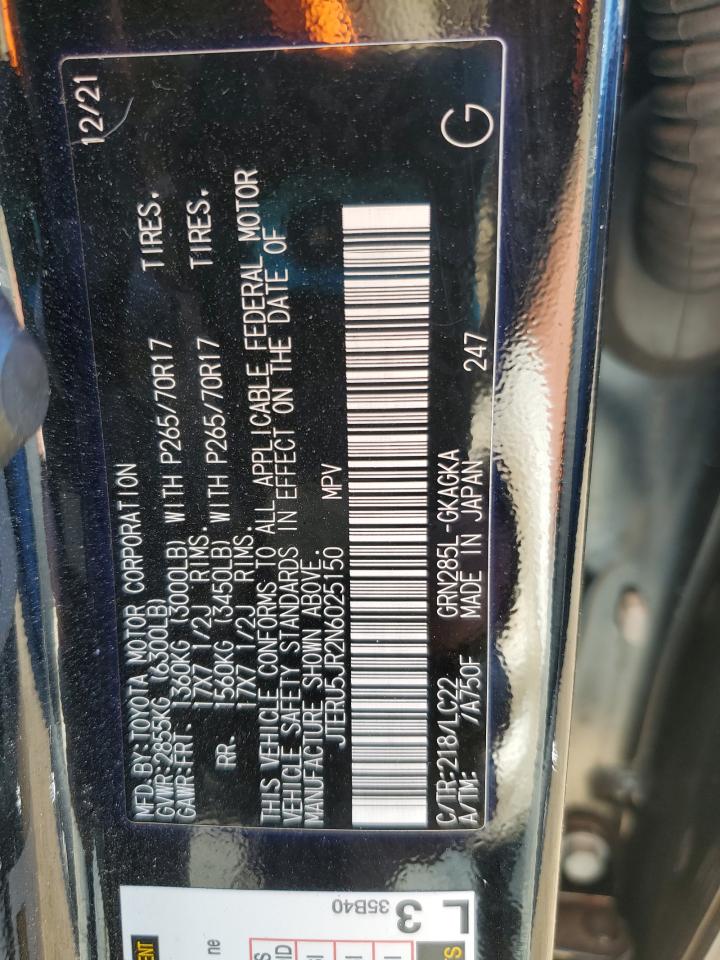 MFD. BY: TOYOTA MOTOR CORPORATION 12/21
GVWR: 2855KG (6300LB)
GAWR: FRT. 1360KG (3000LB) WITH P265/70R17 TIRES.
17X7 1/2J RIMS.
RR. 1560KG (3450LB) WITH P265/70R17 TIRES.
17X7 1/2J RIMS.
THIS VEHICLE CONFORMS TO ALL APPLICABLE FEDERAL MOTOR
VEHICLE SAFETY STANDARDS IN EFFECT ON THE DATE OF
MANUFACTURE SHOWN ABOVE.
JTERU5JR2N6025150 MPV
C/TR:218/LC22 GRN285L-GKAGKA
A/TM: /A750F MADE IN JAPAN 247
G
L
3
35B40
ne